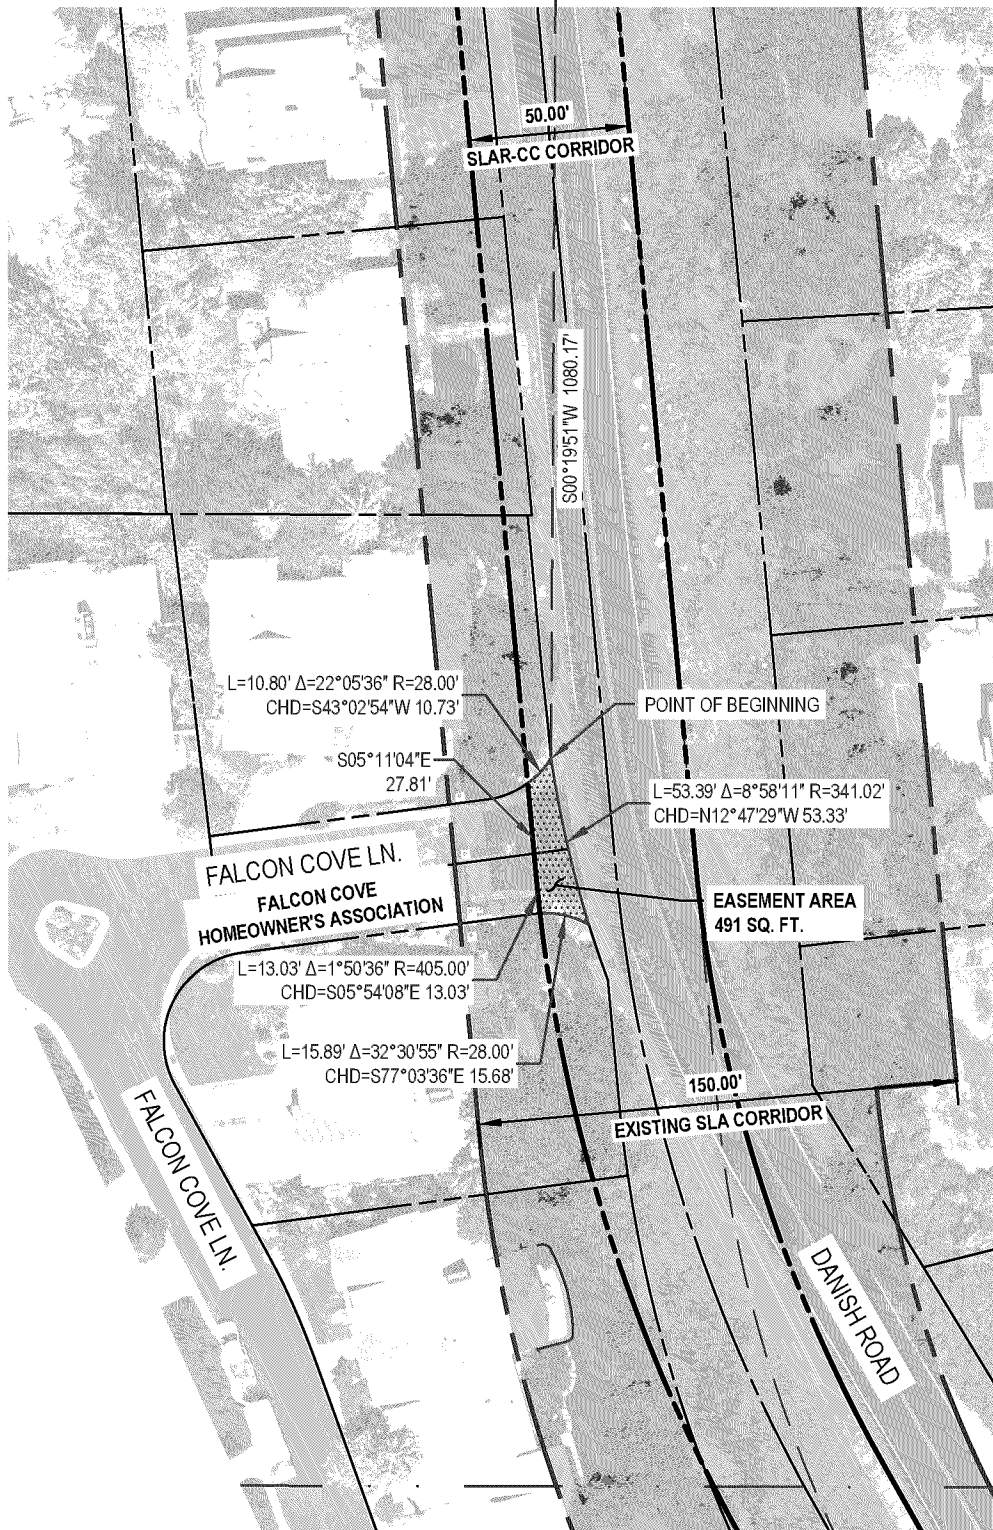 50.00'
SLAR-CC CORRIDOR
S00°19'51"W 1080.17'
L=10.80' Δ=22°05'36" R=28.00'
CHD=S43°02'54"W 10.73'
POINT OF BEGINNING
S05°11'04"E
27.81'
L=53.39' Δ=8°58'11" R=341.02'
CHD=N12°47'29"W 53.33'
FALCON COVE LN.
FALCON COVE
HOMEOWNER'S ASSOCIATION
EASEMENT AREA
491 SQ. FT.
L=13.03' Δ=1°50'36" R=405.00'
CHD=S05°54'08"E 13.03'
L=15.89' Δ=32°30'55" R=28.00'
CHD=S77°03'36"E 15.68'
150.00'
EXISTING SLA CORRIDOR
FALCON COVE LN.
DANISH ROAD